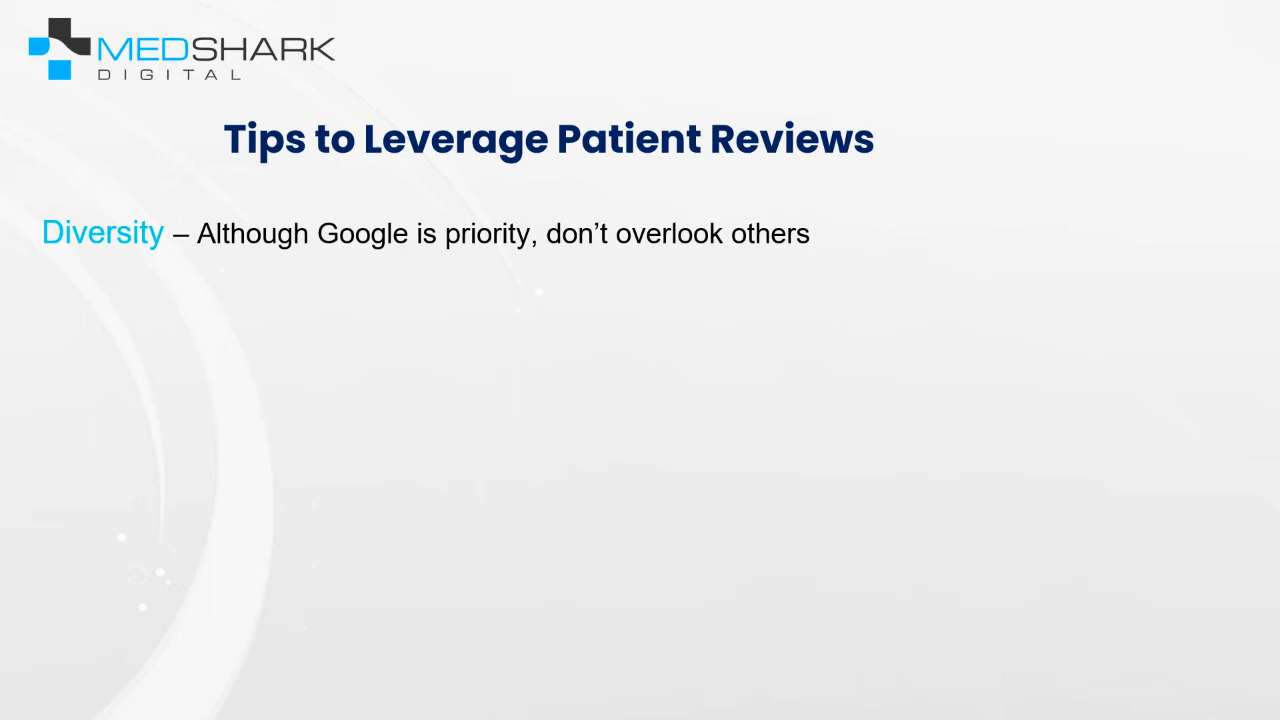 MEDSHARK
DIGITAL
Tips to Leverage Patient Reviews
Diversity – Although Google is priority, don’t overlook others